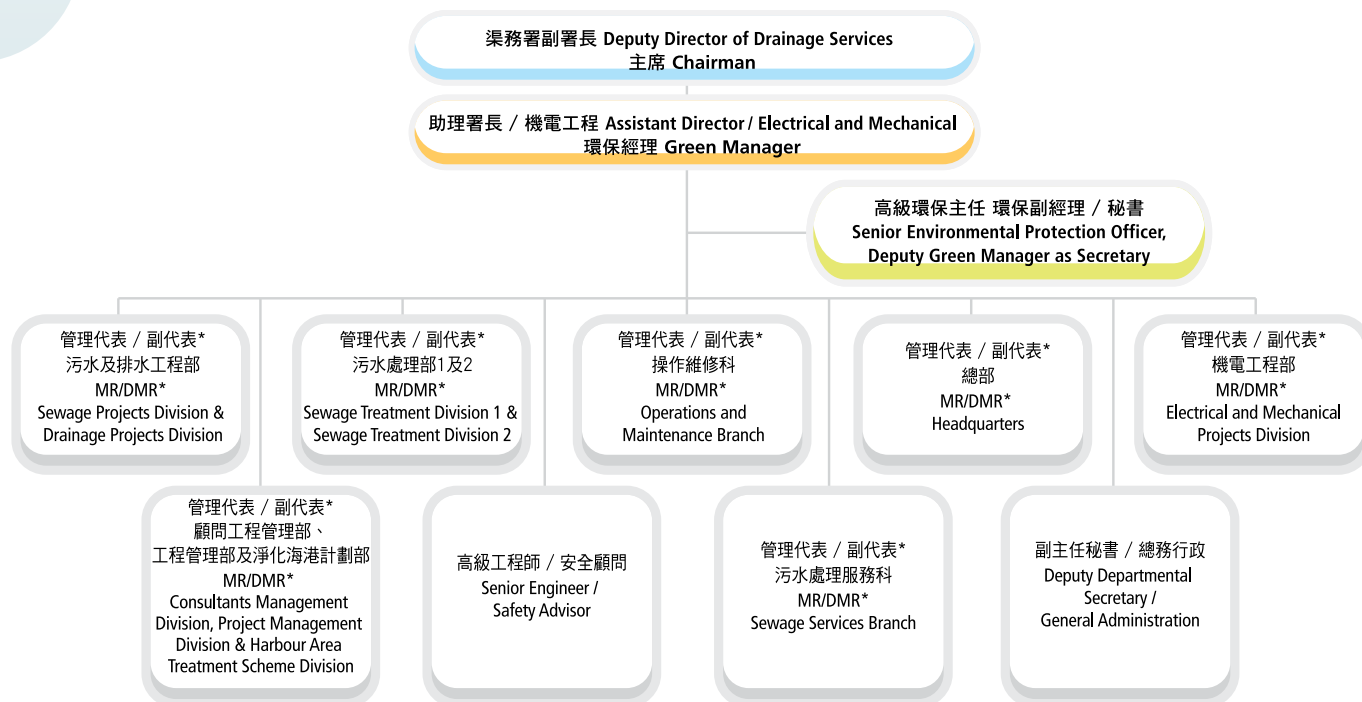 渠務署副署長 Deputy Director of Drainage Services
主席 Chairman
助理署長 / 機電工程 Assistant Director / Electrical and Mechanical
環保經理 Green Manager
高級環保主任 環保副經理 / 秘書
Senior Environmental Protection Officer,
Deputy Green Manager as Secretary
管理代表 / 副代表*
污水及排水工程部
MR/DMR*
Sewage Projects Division &
Drainage Projects Division
管理代表 / 副代表*
污水處理部1及2
MR/DMR*
Sewage Treatment Division 1 &
Sewage Treatment Division 2
管理代表 / 副代表*
操作維修科
MR/DMR*
Operations and
Maintenance Branch
管理代表 / 副代表*
總部
MR/DMR*
Headquarters
管理代表 / 副代表*
機電工程部
MR/DMR*
Electrical and Mechanical
Projects Division
管理代表 / 副代表*
顧問工程管理部、
工程管理部及淨化海港計劃部
MR/DMR*
Consultants Management
Division, Project Management
Division & Harbour Area
Treatment Scheme Division
高級工程師 / 安全顧問
Senior Engineer /
Safety Advisor
管理代表 / 副代表*
污水處理服務科
MR/DMR*
Sewage Services Branch
副主任秘書 / 總務行政
Deputy Departmental
Secretary /
General Administration